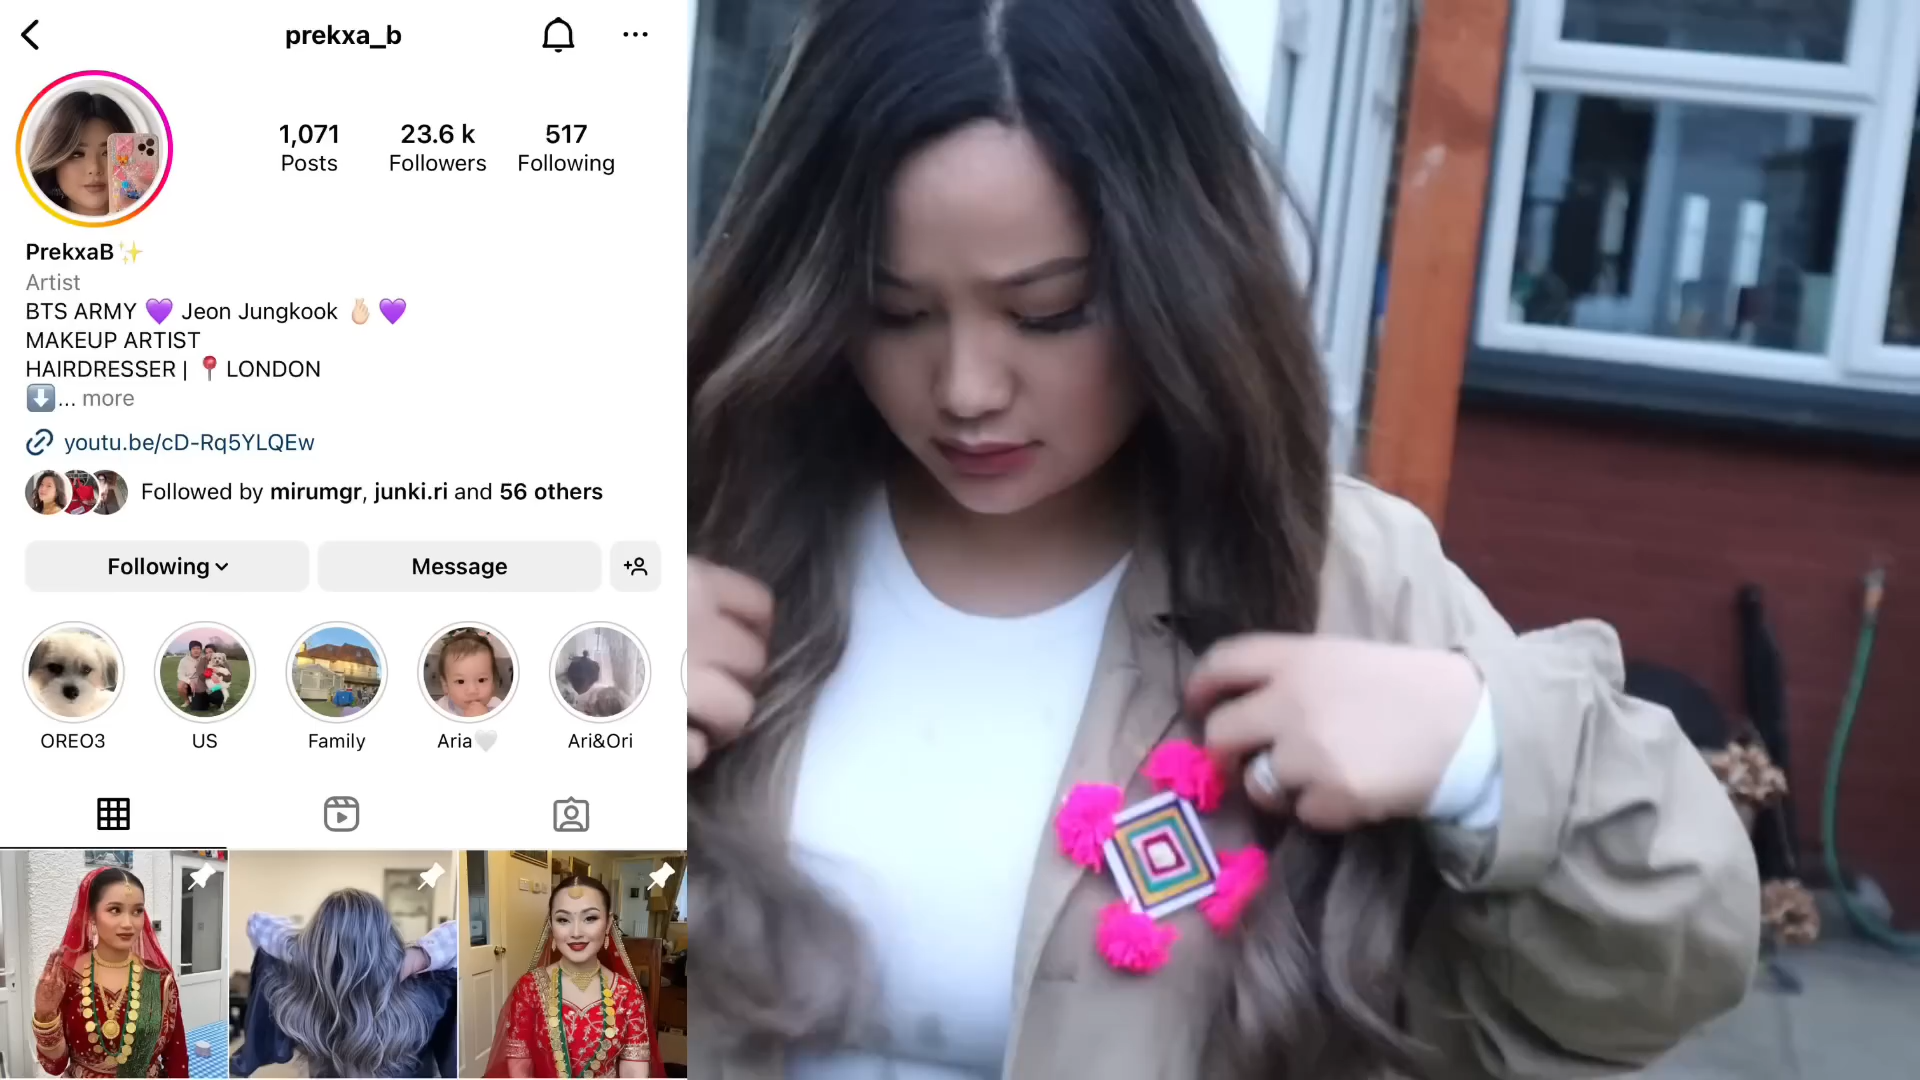 prekxa_b
1,071 23.6 k 517
Posts Followers Following
PrekxaB✨
Artist
BTS ARMY 💜 Jeon Jungkook 🫰🏻💜
MAKEUP ARTIST
HAIRDRESSER | 📍LONDON
⬇️... more
youtu.be/cD-Rq5YLQEw
Followed by mirumgr, junki.ri and 56 others
Following Message
OREO3 US Family Aria🤍 Ari&Ori